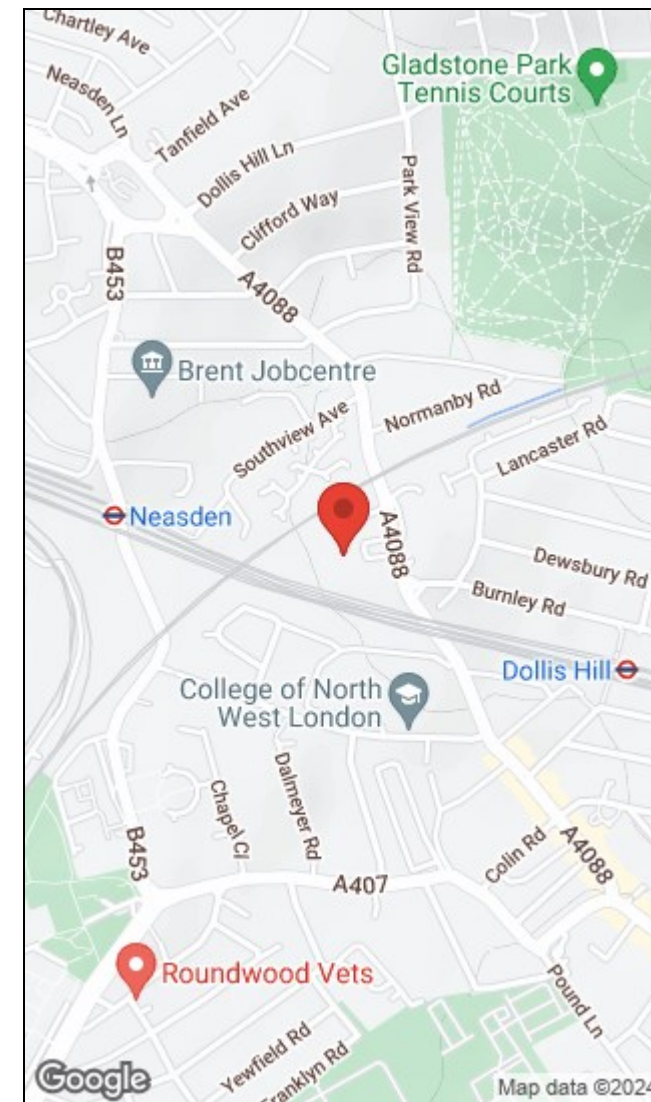 Chartley Ave
Neasden Ln
Tanfield Ave
Gladstone Park
Tennis Courts
Dollis Hill Ln
Clifford Way
Park View Rd
B453
A4088
Brent Jobcentre
Normanby Rd
Southview Ave
Lancaster Rd
Neasden
A4088
Dewsbury Rd
Burnley Rd
Dollis Hill
College of North
West London
Dalmeyer Rd
Chapel Cl
B453
Colin Rd
A4088
A407
Roundwood Vets
Pound Ln
Yewfield Rd
Franklyn Rd
Google
Map data ©2024